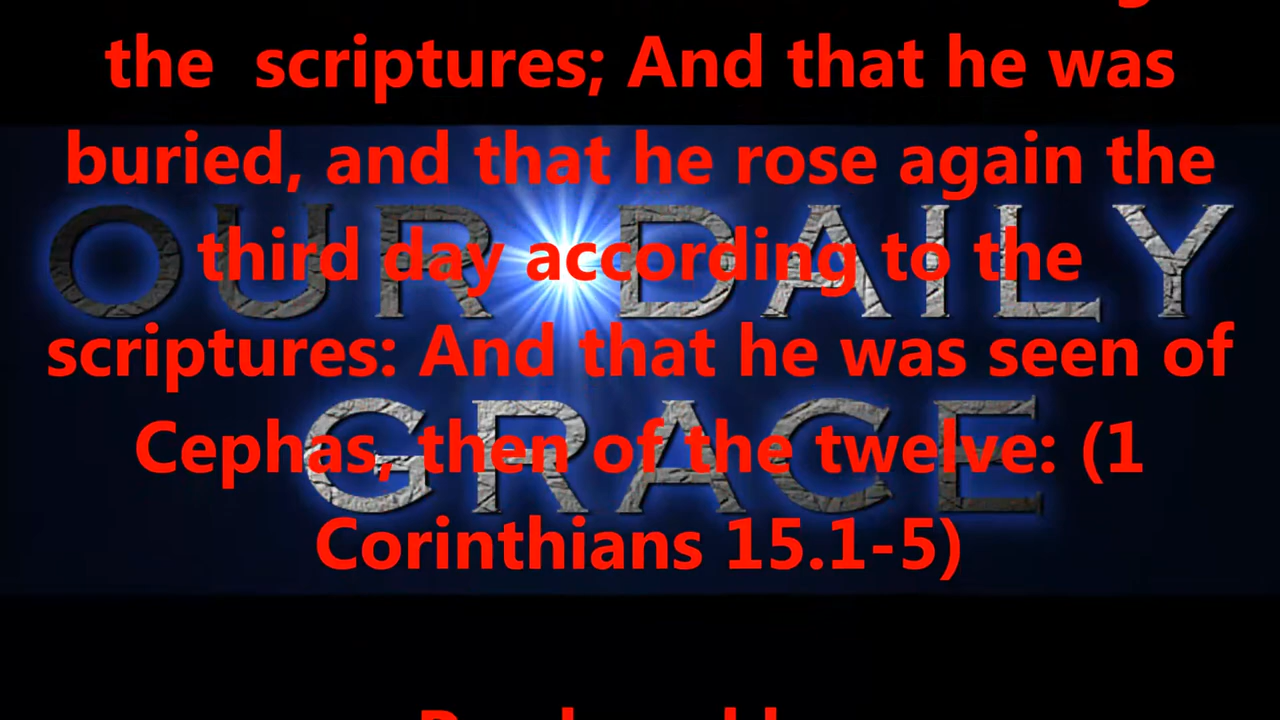 the  scriptures; And that he was
buried, and that he rose again the
third day according to the
scriptures: And that he was seen of
Cephas, then of the twelve: (1
Corinthians 15.1-5)
OUR DAILY
GRACE